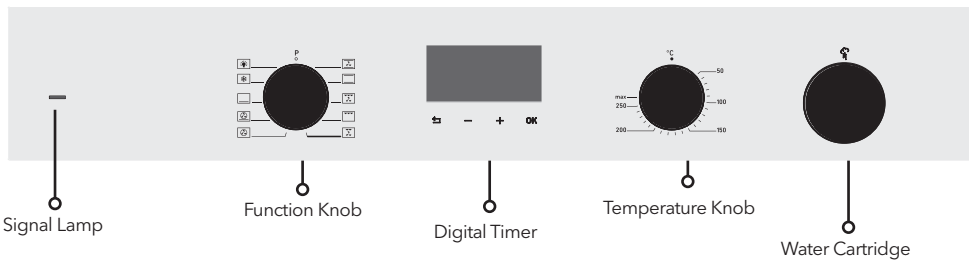 P
°C
50
100
150
200
250
max
- + OK
Signal Lamp
Function Knob
Digital Timer
Temperature Knob
Water Cartridge